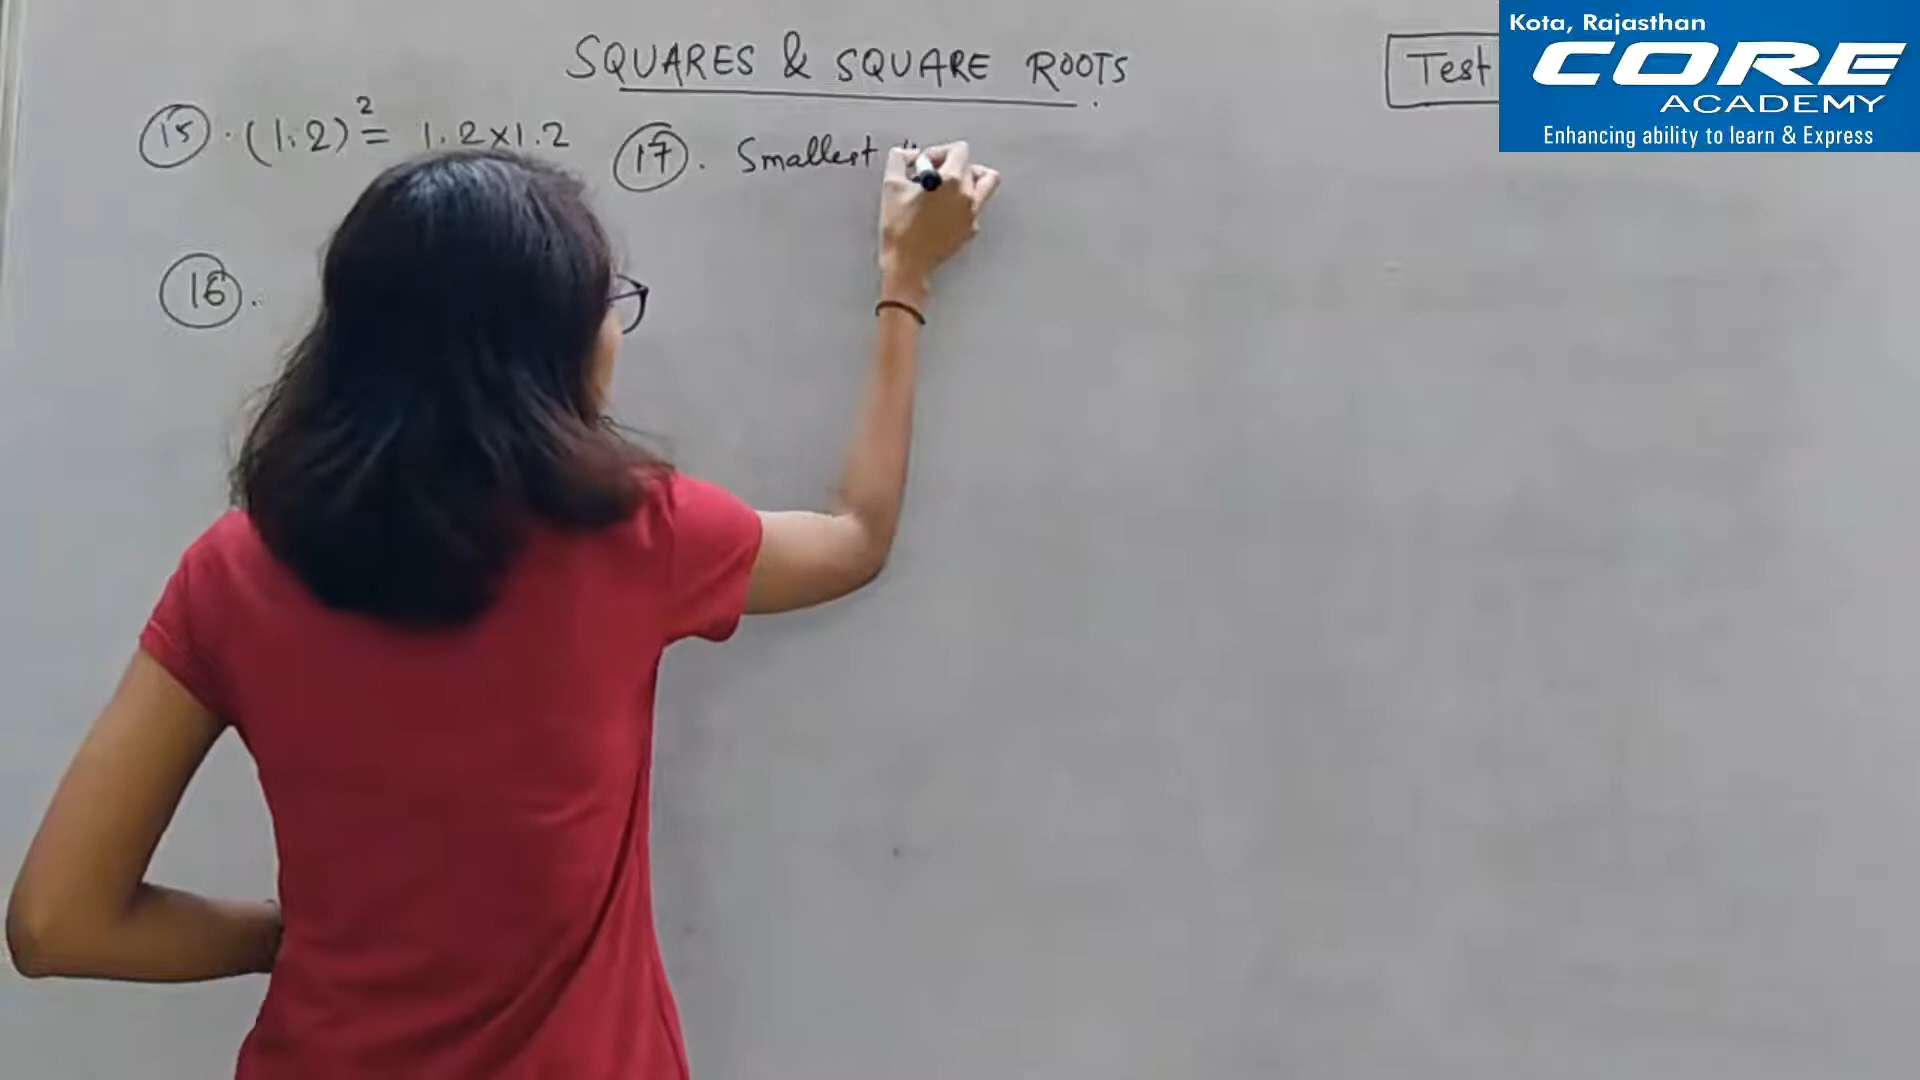 SQUARES & SQUARE ROOTS
Test
Kota, Rajasthan
CORE
ACADEMY
Enhancing ability to learn & Express
15. (1.2)² = 1.2×1.2
17. Smallest
16.